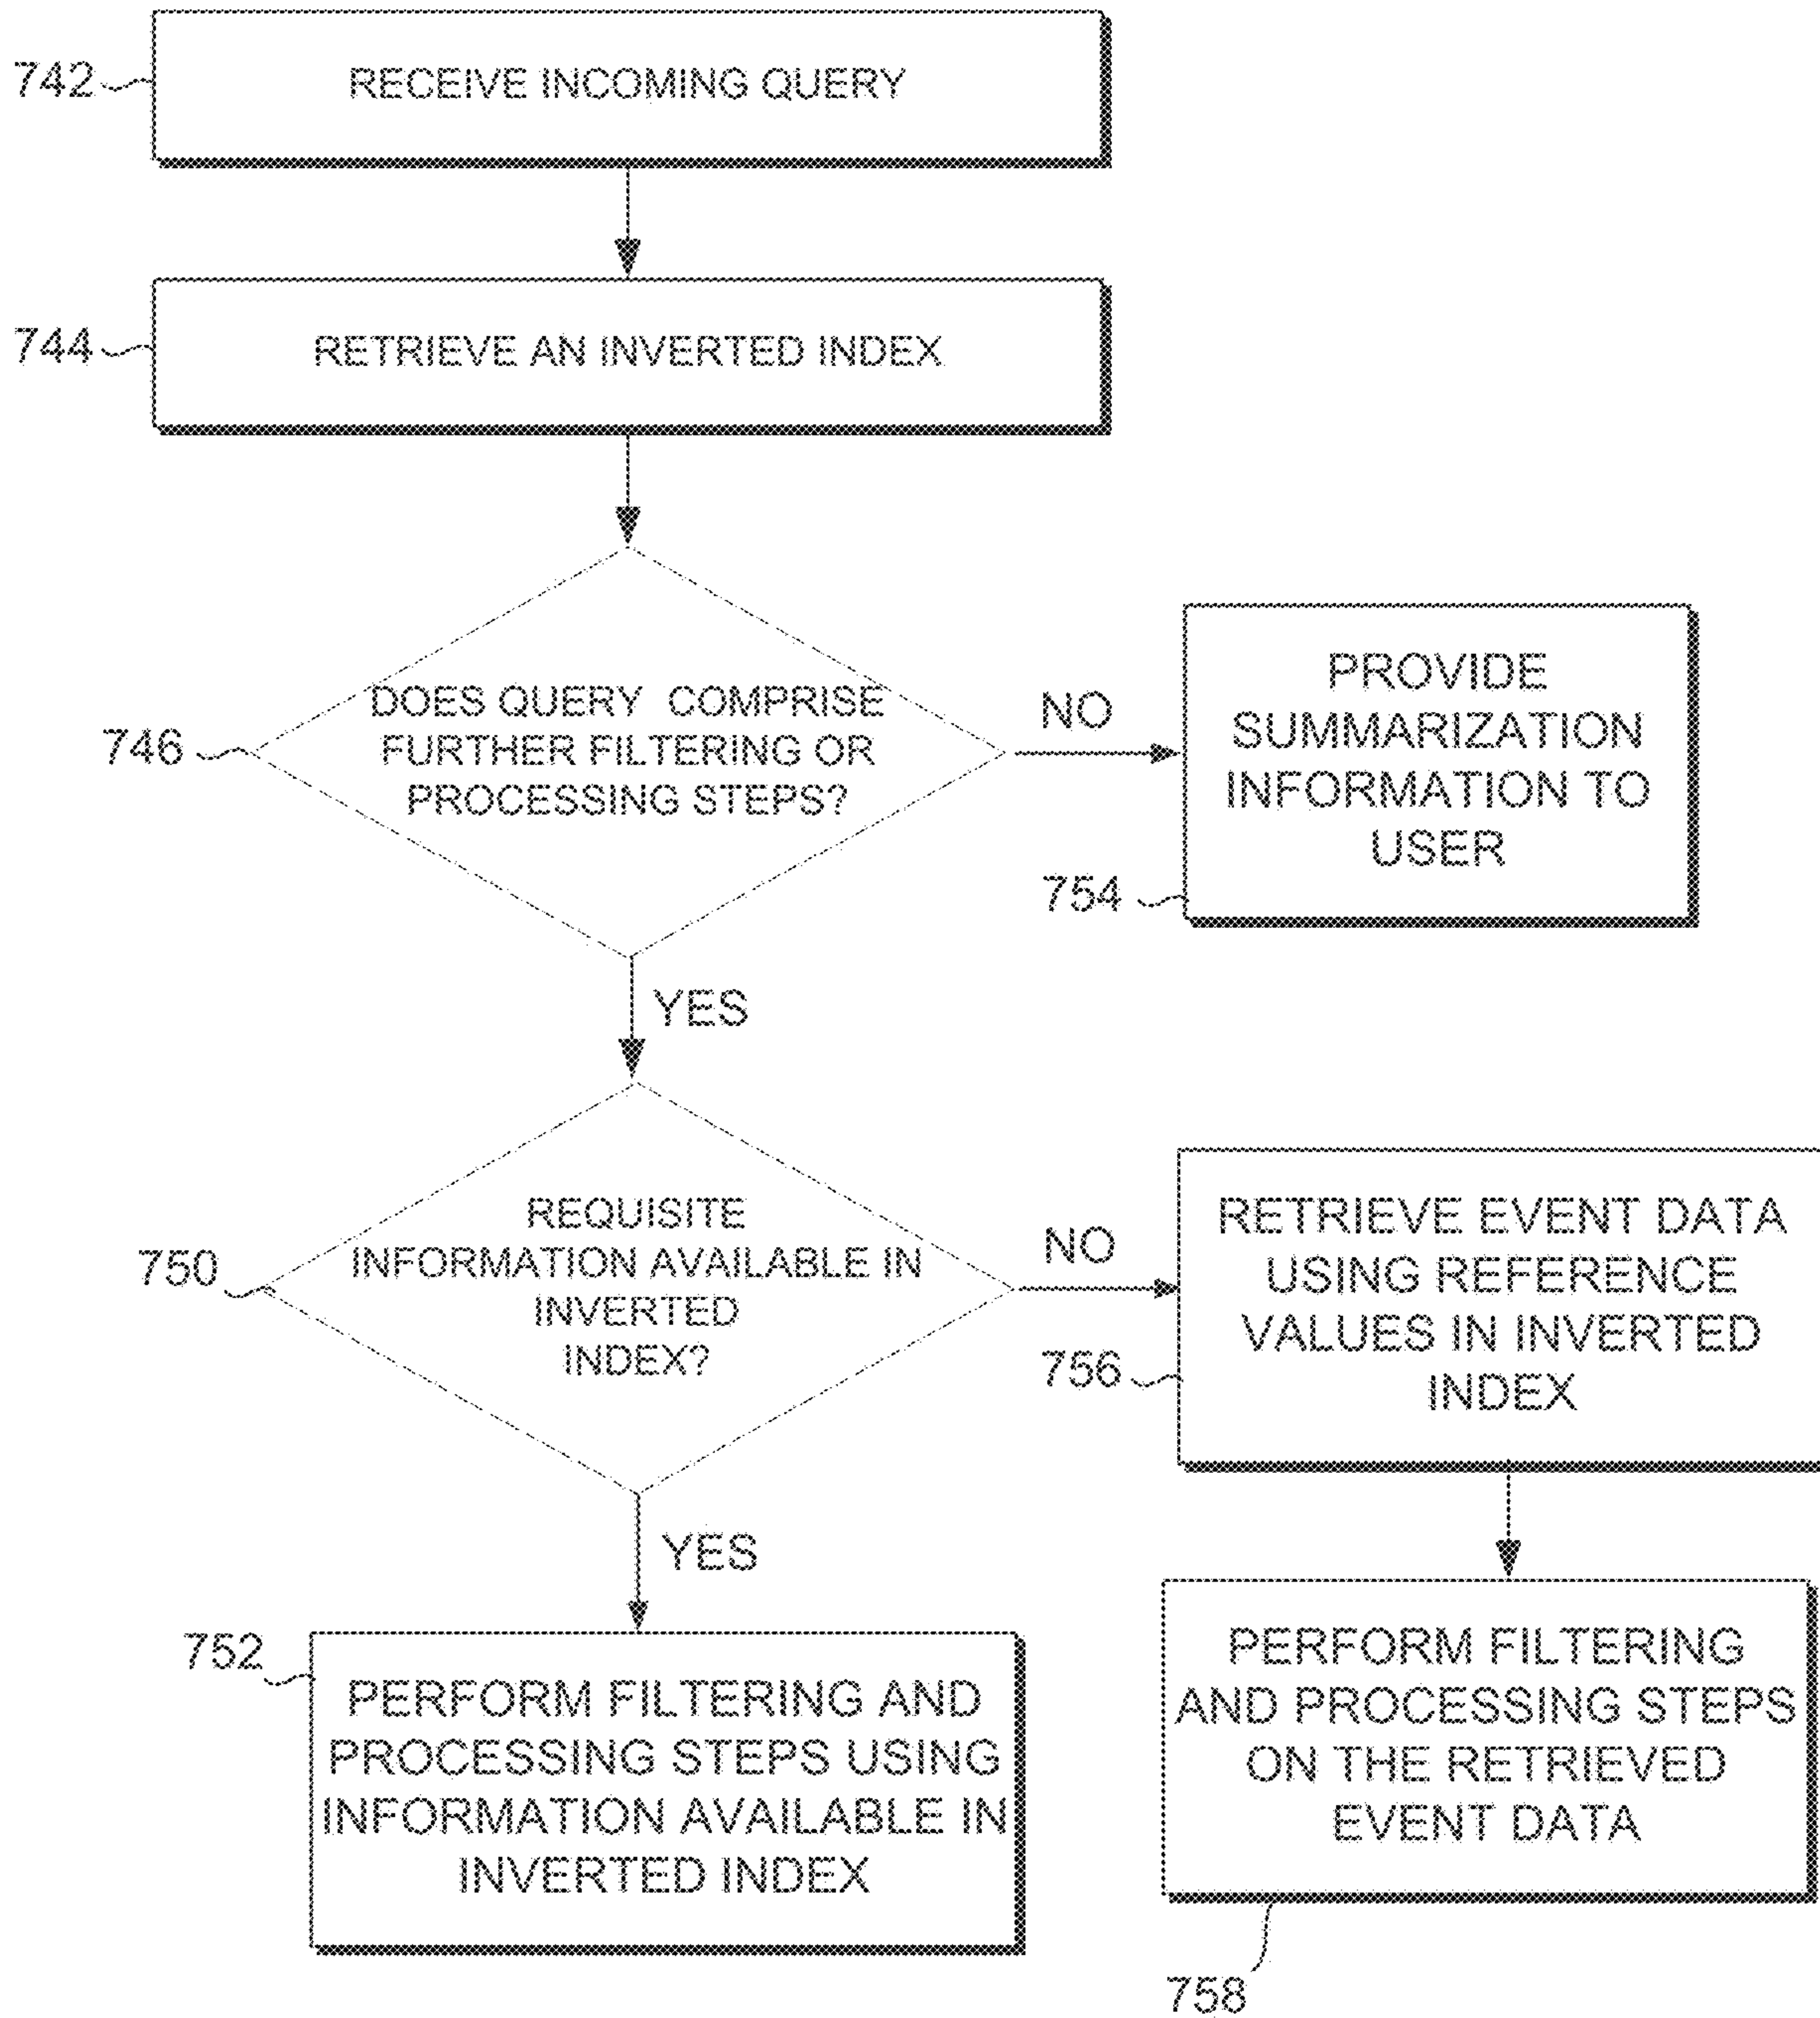 742
RECEIVE INCOMING QUERY
744
RETRIEVE AN INVERTED INDEX
746
DOES QUERY COMPRISE
FURTHER FILTERING OR
PROCESSING STEPS?
NO
PROVIDE
SUMMARIZATION
INFORMATION TO
USER
754
YES
750
REQUISITE
INFORMATION AVAILABLE IN
INVERTED
INDEX?
NO
RETRIEVE EVENT DATA
USING REFERENCE
VALUES IN INVERTED
INDEX
756
YES
752
PERFORM FILTERING AND
PROCESSING STEPS USING
INFORMATION AVAILABLE IN
INVERTED INDEX
PERFORM FILTERING
AND PROCESSING STEPS
ON THE RETRIEVED
EVENT DATA
758